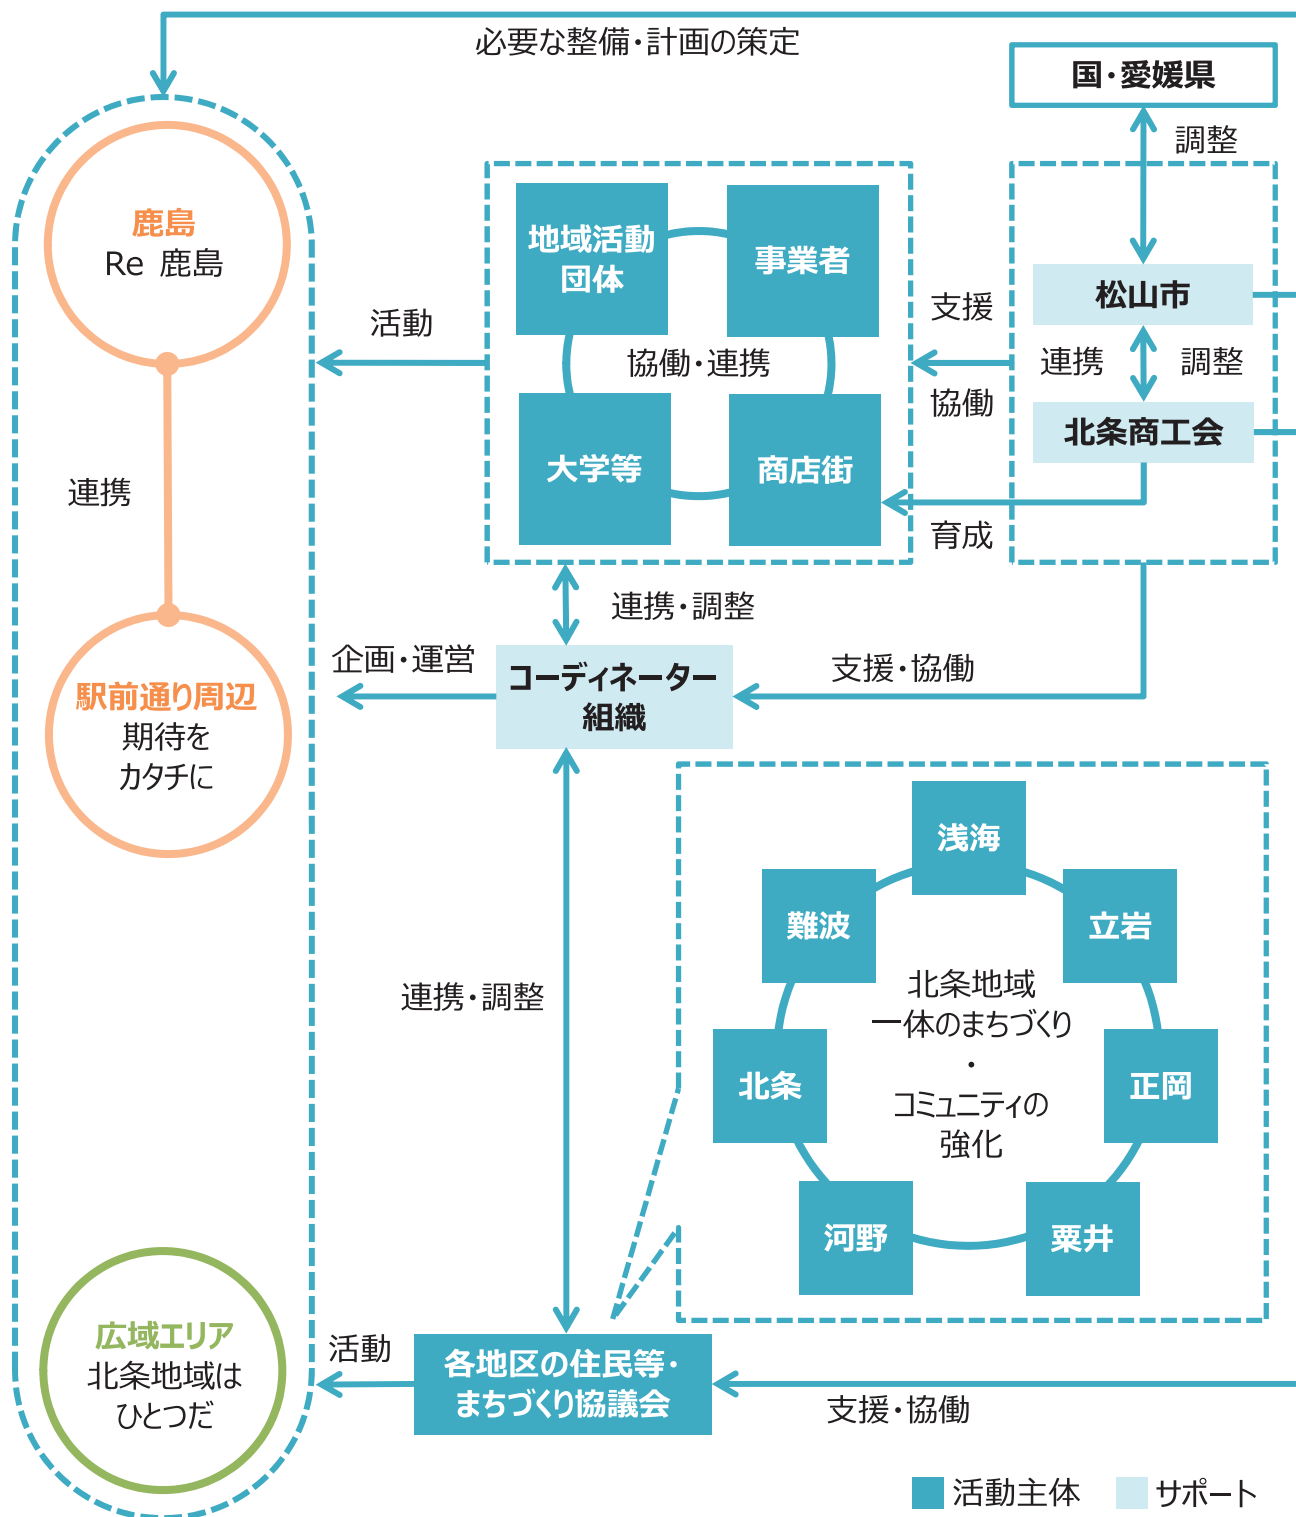 必要な整備・計画の策定
国・愛媛県
調整
鹿島
Re 鹿島
連携
駅前通り周辺
期待を
カタチに
広域エリア
北条地域は
ひとつだ
活動
地域活動
団体
事業者
協働・連携
大学等
商店街
支援
協働
育成
松山市
連携
調整
北条商工会
連携・調整
企画・運営
コーディネーター
組織
支援・協働
連携・調整
浅海
難波
立岩
北条地域
一体のまちづくり
・
コミュニティの
強化
北条
正岡
河野
粟井
活動
各地区の住民等・
まちづくり協議会
支援・協働
活動主体
サポート